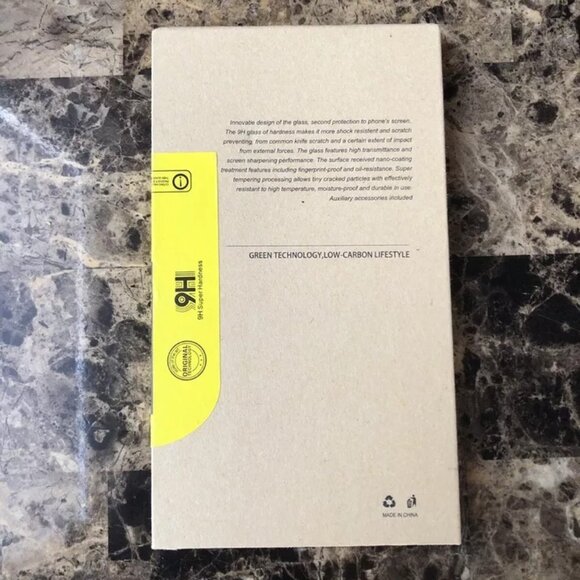 Innovabe design of the glass, second protection to phone's screen.
The 9H glass of hardness makes it more shock resistent and scratch
preventing, from common knife scratch and a certain extent of impact
from external forces. The glass features high transmittance and
screen sharpening performance. The surface received nano-coating
treatment features including fingerprint-proof and oil-resistance. Super
tempering processing allows tiny cracked particles with effectively
resistant to high temperature, moisture-proof and durable in use.
Auxiliary accessories included
GREEN TECHNOLOGY,LOW-CARBON LIFESTYLE
9H
9H Super Hardness
ORIGINAL
TECHNOLOGY
MADE IN CHINA